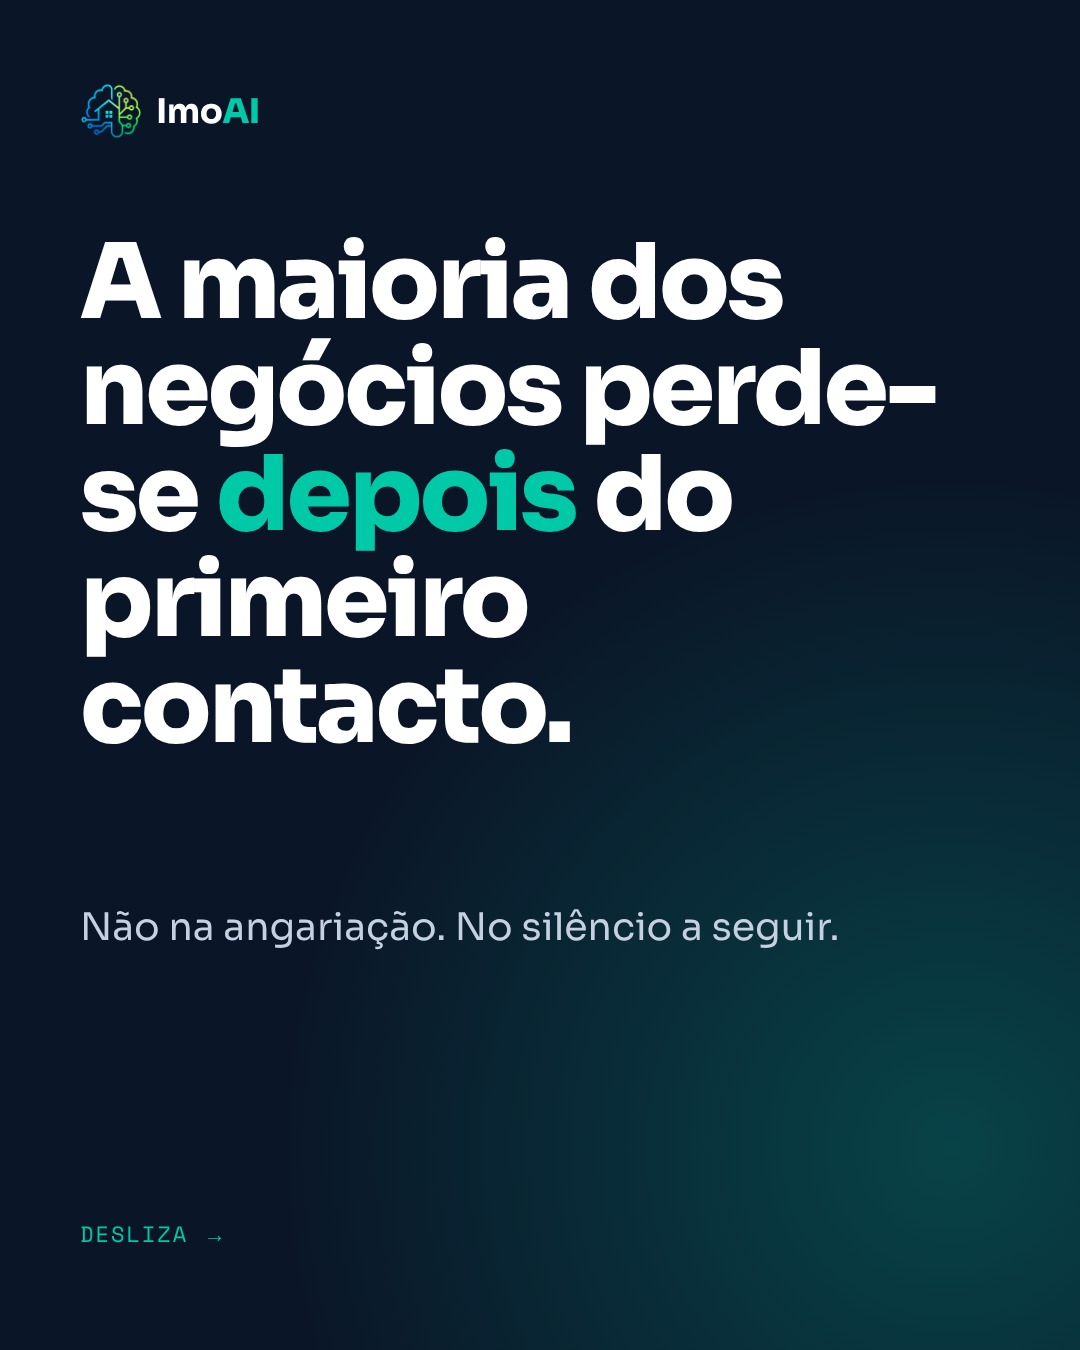 ImoAI
A maioria dos
negócios perde-
se depois do
primeiro
contacto.
Não na angariação. No silêncio a seguir.
DESLIZA →